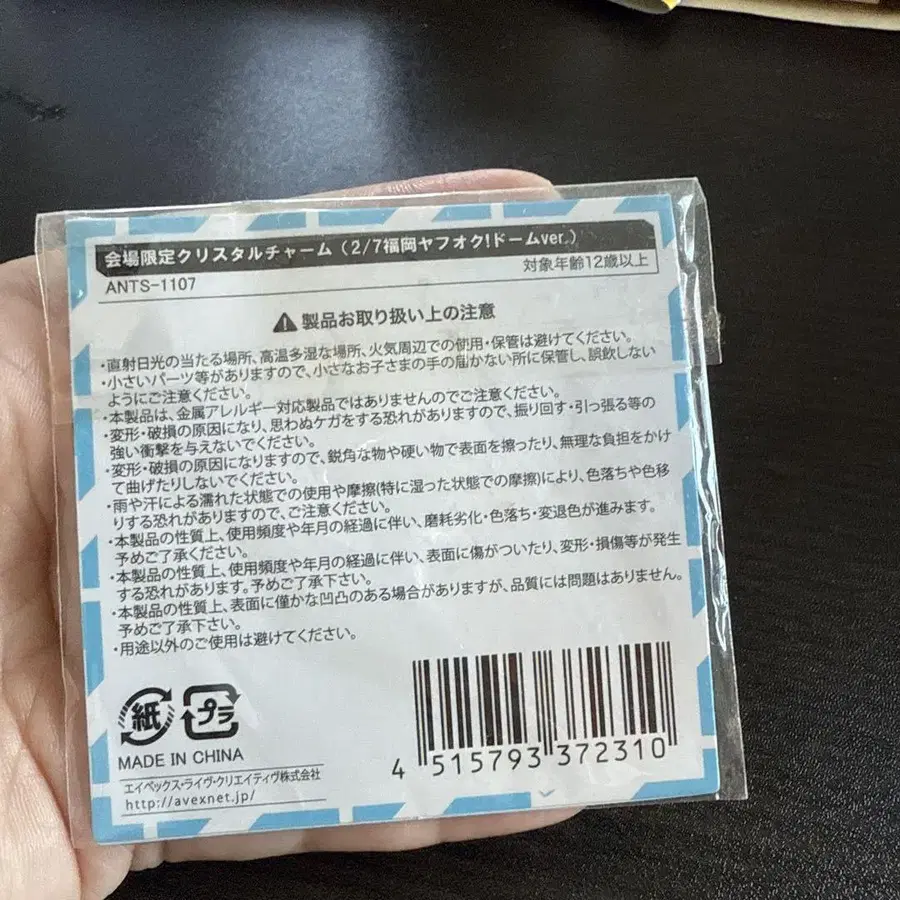 会場限定クリスタルチャーム（2/7福岡ヤフオク!ドームver.）
ANTS-1107
対象年齢12歳以上
製品お取り扱い上の注意
・直射日光の当たる場所、高温多湿な場所、火気周辺での使用・保管は避けてください。
・小さいパーツ等がありますので、小さなお子さまの手の届かない所に保管し、誤飲しない
ようにご注意ください。
・本製品は、金属アレルギー対応製品ではありませんのでご注意ください。
・変形・破損の原因になり、思わぬケガをする恐れがありますので、振り回す・引っ張る等の
強い衝撃を与えないでください。
・変形・破損の原因になりますので、鋭角な物や硬い物で表面を擦ったり、無理な負担をかけ
て曲げたりしないでください。
・雨や汗による濡れた状態での使用や摩擦(特に湿った状態での摩擦)により、色落ちや色移
りする恐れがありますので、ご注意ください。
・本製品の性質上、使用頻度や年月の経過に伴い、磨耗劣化・色落ち・変退色が進みます。
予めご了承ください。
・本製品の性質上、使用頻度や年月の経過に伴い、表面に傷がついたり、変形・損傷等が発生
する恐れがあります。予めご了承下さい。
・本製品の性質上、表面に僅かな凹凸のある場合がありますが、品質には問題はありません。
予めご了承下さい。
・用途以外のご使用は避けてください。
紙
プラ
MADE IN CHINA
エイベックス・ライヴ・クリエイティヴ株式会社
http://avexnet.jp/
4 515793 372310